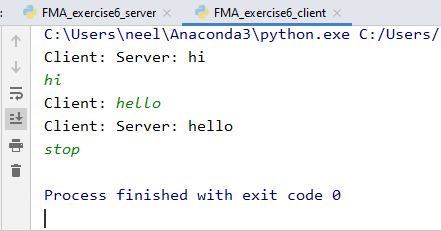 : FMA_exercise6_server × FMA_exercise6_client ×
C:\Users\neel\Anaconda3\python.exe C:/Users/
Client: Server: hi
hi
Client: hello
Client: Server: hello
stop
Process finished with exit code 0